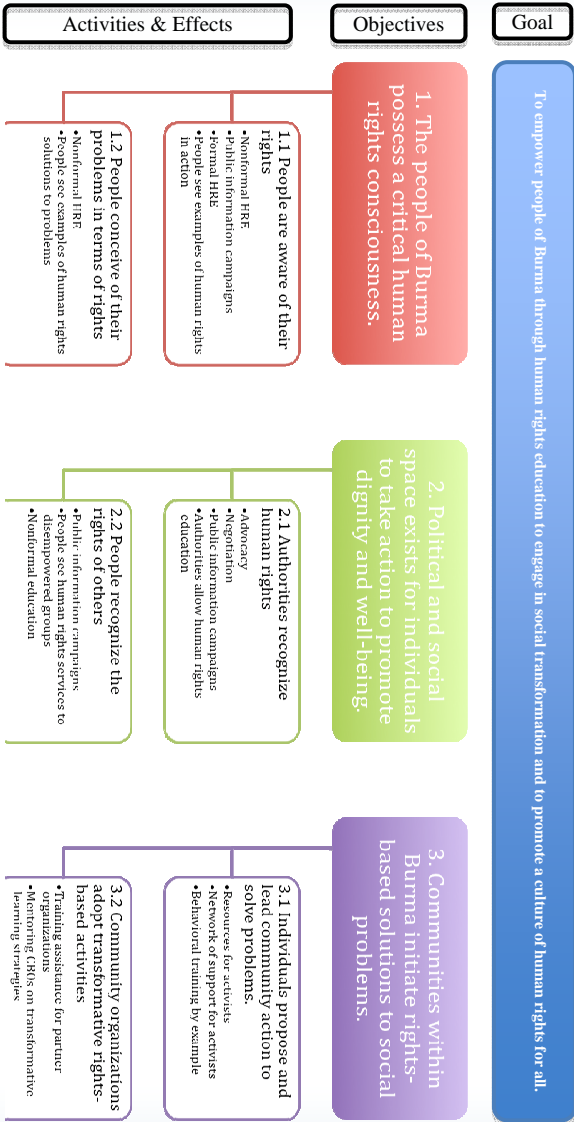 Goal
To empower people of Burma through human rights education to engage in social transformation and to promote a culture of human rights for all.
Objectives
1. The people of Burma
possess a critical human
rights consciousness.
2. Political and social
space exists for individuals
to take action to promote
dignity and well-being.
3. Communities within
Burma initiate rights-
based solutions to social
problems.
Activities & Effects
1.1 People are aware of their
rights
•Nonformal HRE
•Public information campaigns
•Formal HRE
•People see examples of human rights
in action
1.2 People conceive of their
problems in terms of rights
•Nonformal HRE
•People see examples of human rights
solutions to problems
2.1 Authorities recognize
human rights
•Advocacy
•Negotiation
•Public information campaigns
•Authorities allow human rights
education
2.2 People recognize the
rights of others
•Public information campaigns
•People see human rights services to
disempowered groups
•Nonformal education
3.1 Individuals propose and
lead community action to
solve problems.
•Resources for activists
•Network of support for activists
•Behavioral training by example
3.2 Community organizations
adopt transformative rights-
based activities
•Training assistance for partner
organizations
•Mentoring CBOs on transformative
learning strategies